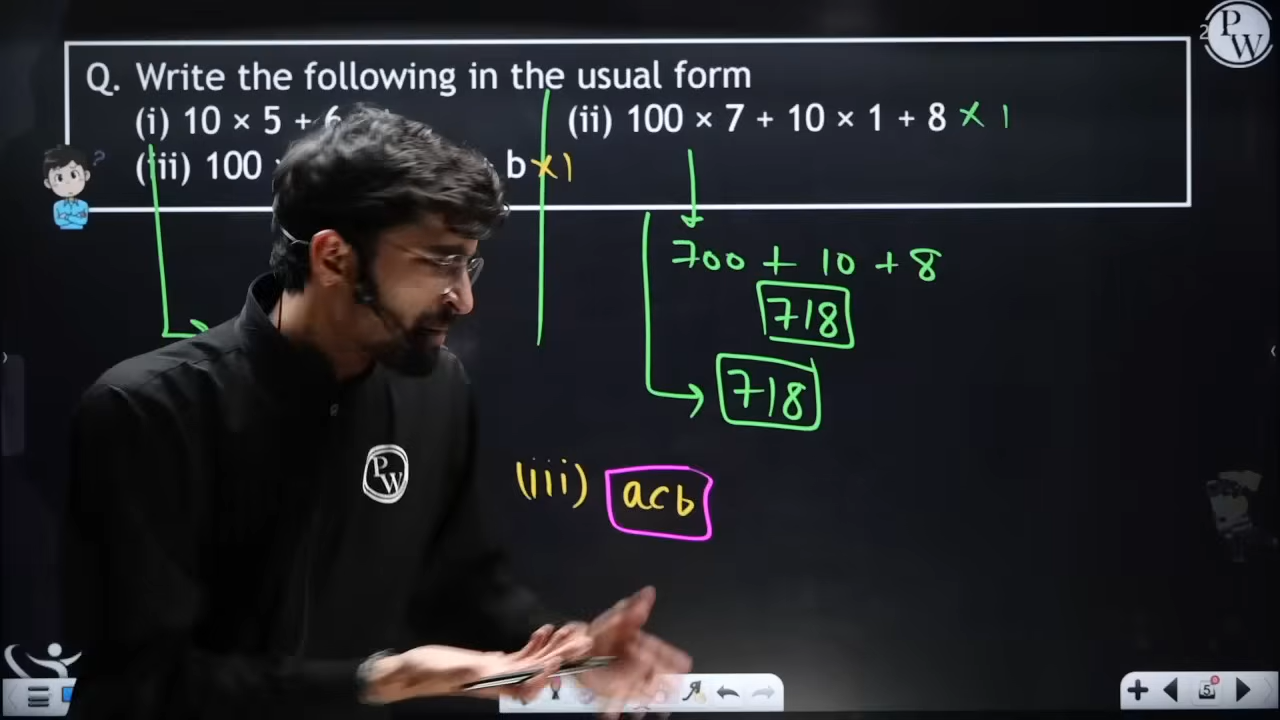 Q. Write the following in the usual form
(i) 10 × 5 + 6
(ii) 100 × 7 + 10 × 1 + 8 × 1
(iii) 100 b × 1
700 + 10 + 8
718
718
(iii) acb
PW
PW
5